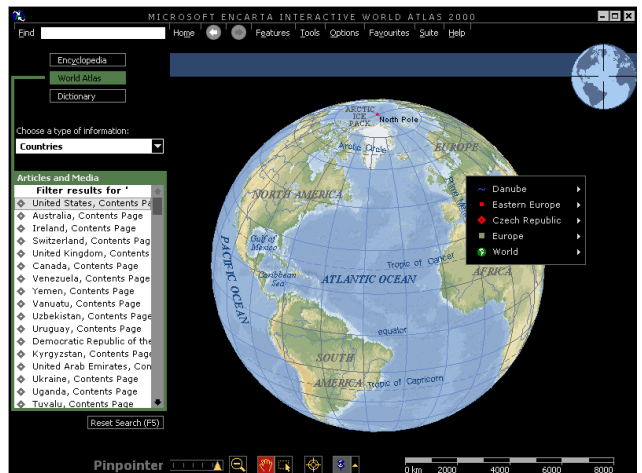 MICROSOFT ENCARTA INTERACTIVE WORLD ATLAS 2000
Find Home Features Tools Options Favourites Suite Help
Encyclopedia
World Atlas
Dictionary
Choose a type of information:
Countries
Articles and Media
Filter results for '
United States, Contents Pa
Australia, Contents Page
Ireland, Contents Page
Switzerland, Contents Pag
United Kingdom, Contents
Canada, Contents Page
Venezuela, Contents Page
Yemen, Contents Page
Vanuatu, Contents Page
Uzbekistan, Contents Page
Uruguay, Contents Page
Democratic Republic of the
Kyrgyzstan, Contents Page
United Arab Emirates, Con
Ukraine, Contents Page
Uganda, Contents Page
Tuvalu, Contents Page
Reset Search (F5)
Pinpointer
ARCTIC
ICE
PACK
North Pole
Arctic Circle
EUROPE
NORTH AMERICA
Prime
Gulf of
Mexico
Caribbean
Sea
PACIFIC OCEAN
ATLANTIC OCEAN
Tropic of Cancer
AFRICA
equator
SOUTH
AMERICA
Tropic of Capricorn
Danube
Eastern Europe
Czech Republic
Europe
World
0 km 2000 4000 6000 8000